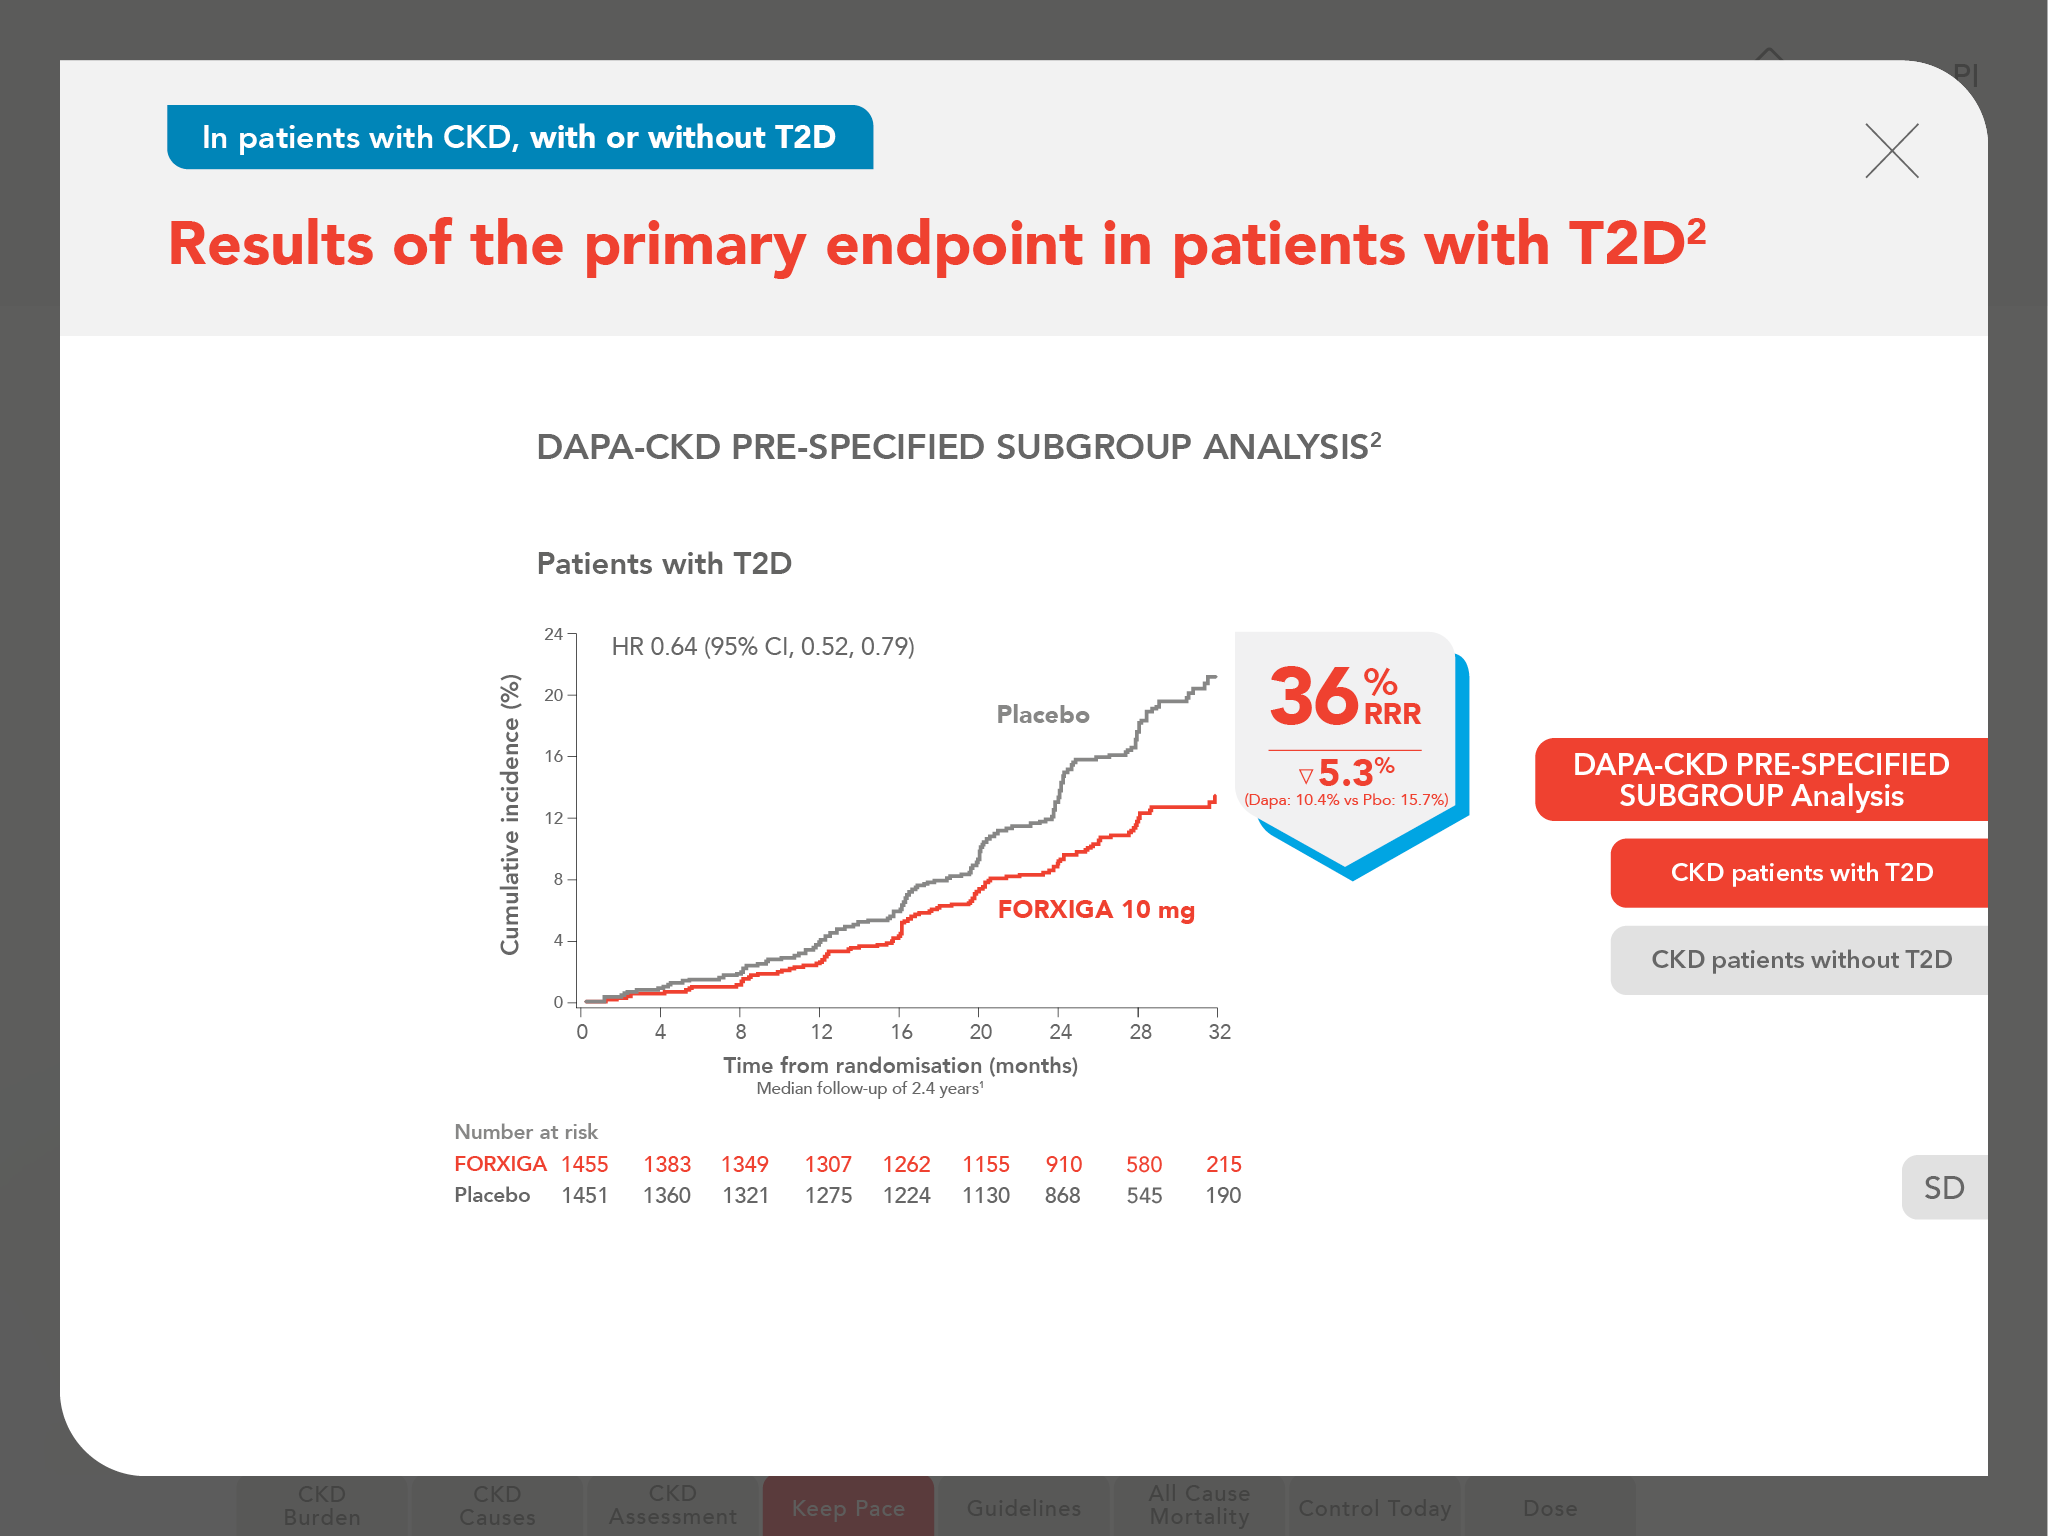 PI
In patients with CKD, with or without T2D
Results of the primary endpoint in patients with T2D²
DAPA-CKD PRE-SPECIFIED SUBGROUP ANALYSIS²
Patients with T2D
HR 0.64 (95% CI, 0.52, 0.79)
Cumulative incidence (%)
24
20
16
12
8
4
0
Placebo
FORXIGA 10 mg
0 4 8 12 16 20 24 28 32
Time from randomisation (months)
Median follow-up of 2.4 years¹
36% RRR
▽5.3%
(Dapa: 10.4% vs Pbo: 15.7%)
DAPA-CKD PRE-SPECIFIED
SUBGROUP Analysis
CKD patients with T2D
CKD patients without T2D
Number at risk
FORXIGA 1455 1383 1349 1307 1262 1155 910 580 215
Placebo 1451 1360 1321 1275 1224 1130 868 545 190
SD
CKD
Burden
CKD
Causes
CKD
Assessment
Keep Pace
Guidelines
All Cause
Mortality
Control Today
Dose